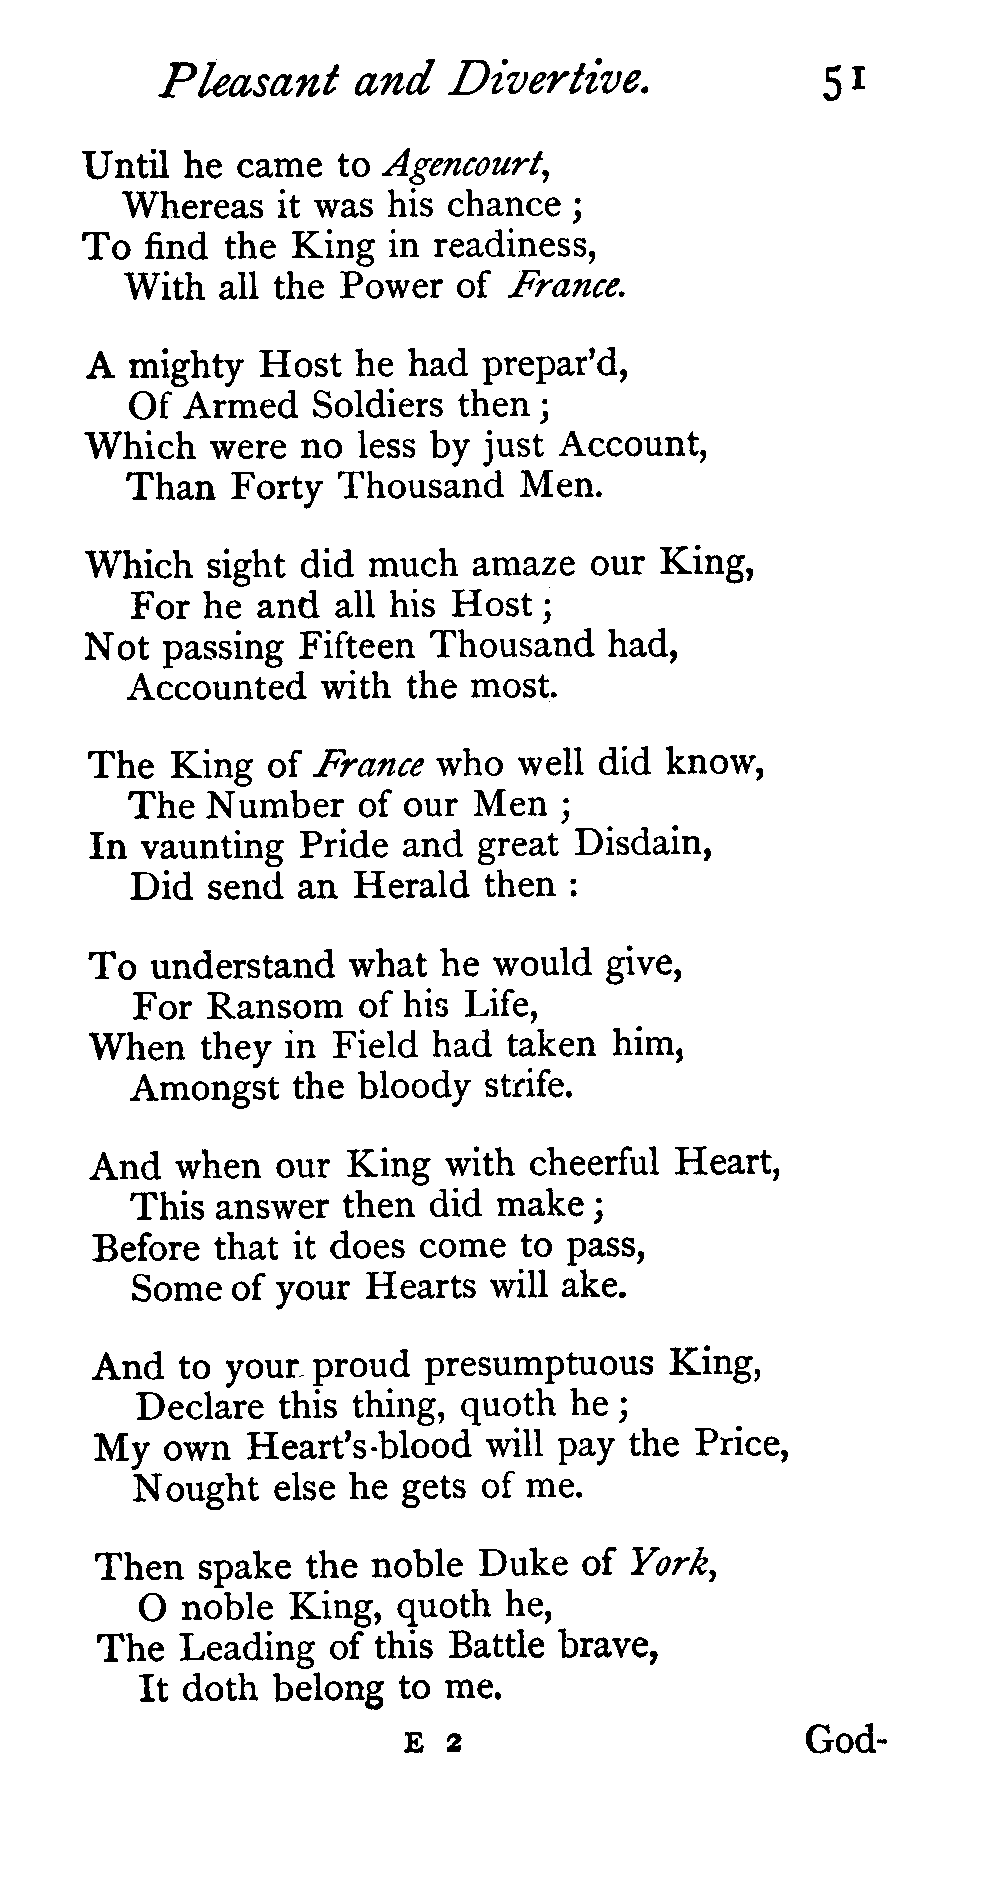 Pleasant and Divertive. 51
Until he came to Agencourt,
Whereas it was his chance ;
To find the King in readiness,
With all the Power of France.
A mighty Host he had prepar'd,
Of Armed Soldiers then ;
Which were no less by just Account,
Than Forty Thousand Men.
Which sight did much amaze our King,
For he and all his Host ;
Not passing Fifteen Thousand had,
Accounted with the most.
The King of France who well did know,
The Number of our Men ;
In vaunting Pride and great Disdain,
Did send an Herald then :
To understand what he would give,
For Ransom of his Life,
When they in Field had taken him,
Amongst the bloody strife.
And when our King with cheerful Heart,
This answer then did make ;
Before that it does come to pass,
Some of your Hearts will ake.
And to your proud presumptuous King,
Declare this thing, quoth he ;
My own Heart's-blood will pay the Price,
Nought else he gets of me.
Then spake the noble Duke of York,
O noble King, quoth he,
The Leading of this Battle brave,
It doth belong to me.
E 2 God-